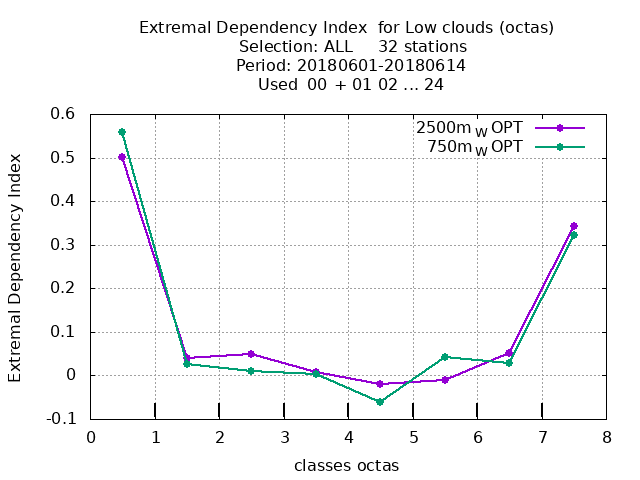 Extremal Dependency Index  for Low clouds (octas)
Selection: ALL     32 stations
Period: 20180601-20180614
Used  00  + 01 02 ... 24
2500m W OPT
750m W OPT
Extremal Dependency Index
0.6
0.5
0.4
0.3
0.2
0.1
0
-0.1
0 1 2 3 4 5 6 7 8
classes octas